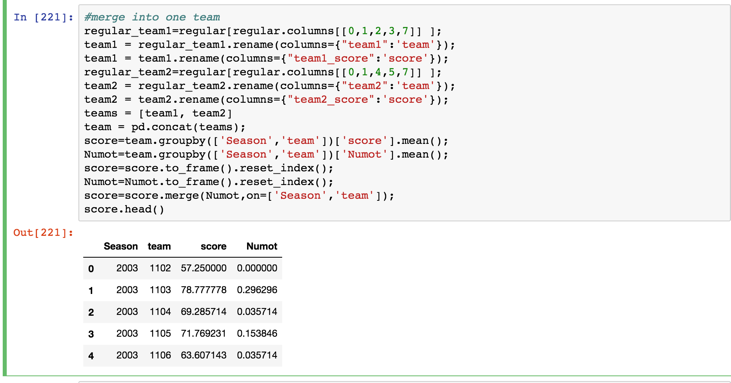 In [221]:
#merge into one team
regular_team1=regular[regular.columns[[0,1,2,3,7]] ];
team1 = regular_team1.rename(columns={"team1":'team'});
team1 = team1.rename(columns={"team1_score":'score'});
regular_team2=regular[regular.columns[[0,1,4,5,7]] ];
team2 = regular_team2.rename(columns={"team2":'team'});
team2 = team2.rename(columns={"team2_score":'score'});
teams = [team1, team2]
team = pd.concat(teams);
score=team.groupby(['Season','team'])['score'].mean();
Numot=team.groupby(['Season','team'])['Numot'].mean();
score=score.to_frame().reset_index();
Numot=Numot.to_frame().reset_index();
score=score.merge(Numot,on=['Season','team']);
score.head()
Out[221]:
Season team score Numot
0 2003 1102 57.250000 0.000000
1 2003 1103 78.777778 0.296296
2 2003 1104 69.285714 0.035714
3 2003 1105 71.769231 0.153846
4 2003 1106 63.607143 0.035714